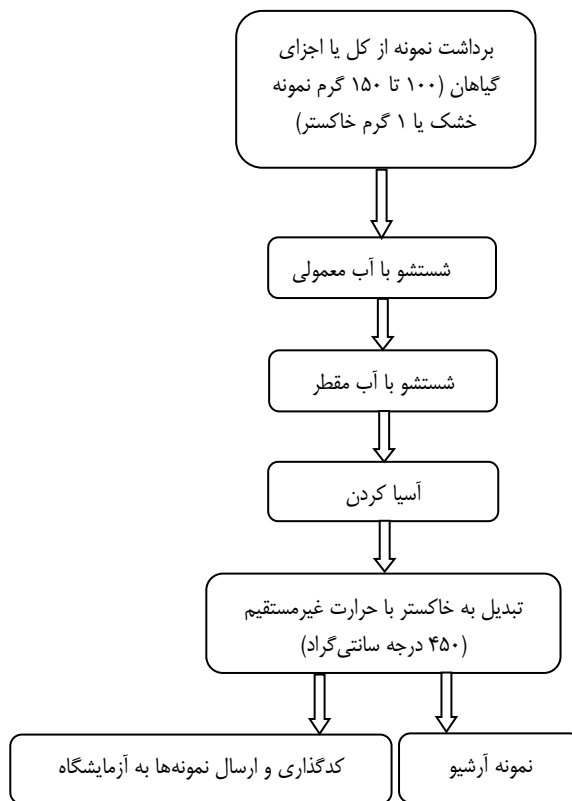 برداشت نمونه از کل یا اجزای
گیاهان (۱۰۰ تا ۱۵۰ گرم نمونه
خشک یا ۱ گرم خاکستر)
شستشو با آب معمولی
شستشو با آب مقطر
آسیا کردن
تبدیل به خاکستر با حرارت غیرمستقیم
(۴۵۰ درجه سانتی‌گراد)
نمونه آرشیو
کدگذاری و ارسال نمونه‌ها به آزمایشگاه